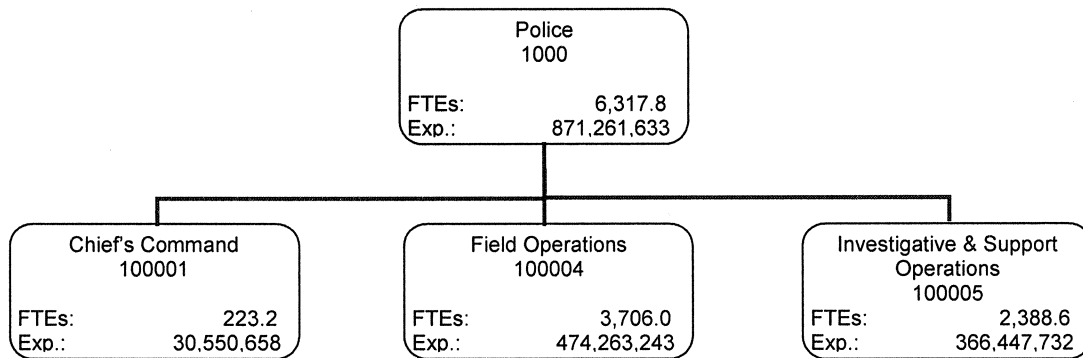 Police
1000
FTEs: 6,317.8
Exp.: 871,261,633
Chief's Command
100001
FTEs: 223.2
Exp.: 30,550,658
Field Operations
100004
FTEs: 3,706.0
Exp.: 474,263,243
Investigative & Support
Operations
100005
FTEs: 2,388.6
Exp.: 366,447,732